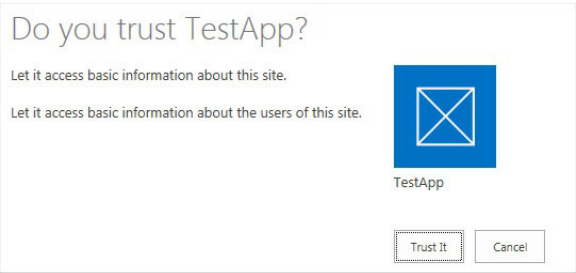 Do you trust TestApp?
Let it access basic information about this site.
Let it access basic information about the users of this site.
TestApp
Trust It
Cancel